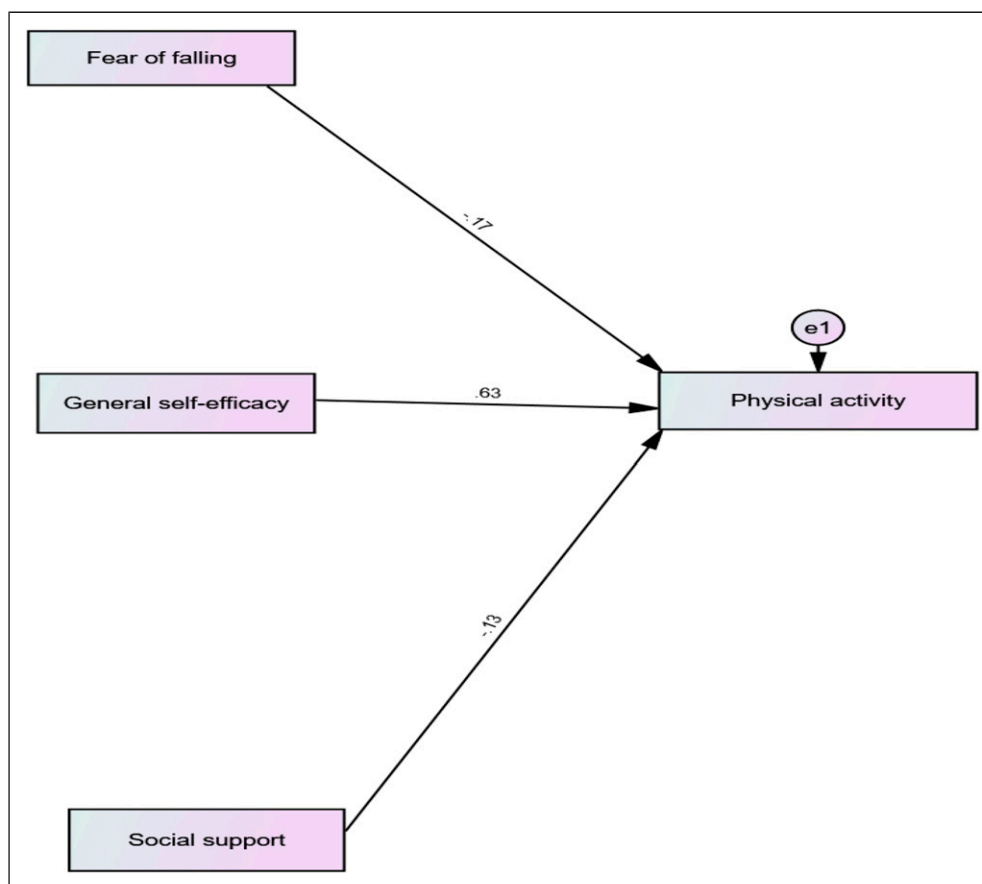 Fear of falling
-.17
e1
General self-efficacy
.63
Physical activity
-.13
Social support